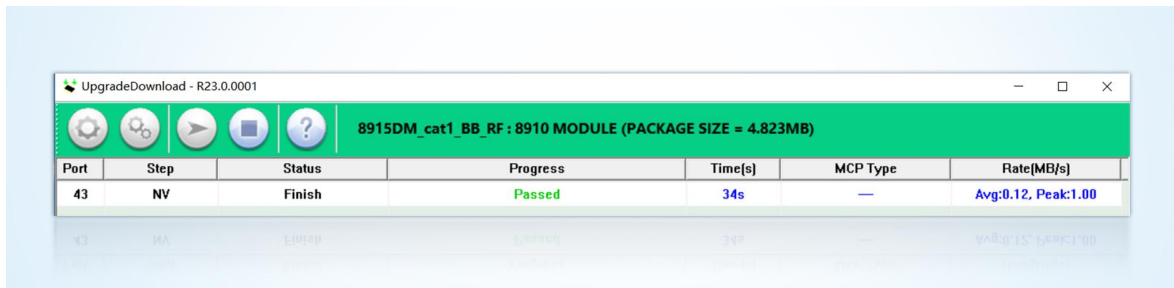 UpgradeDownload - R23.0.0001
8915DM_cat1_BB_RF : 8910 MODULE (PACKAGE SIZE = 4.823MB)
Port Step Status Progress Time(s) MCP Type Rate(MB/s)
43 NV Finish Passed 34s — Avg:0.12, Peak:1.00